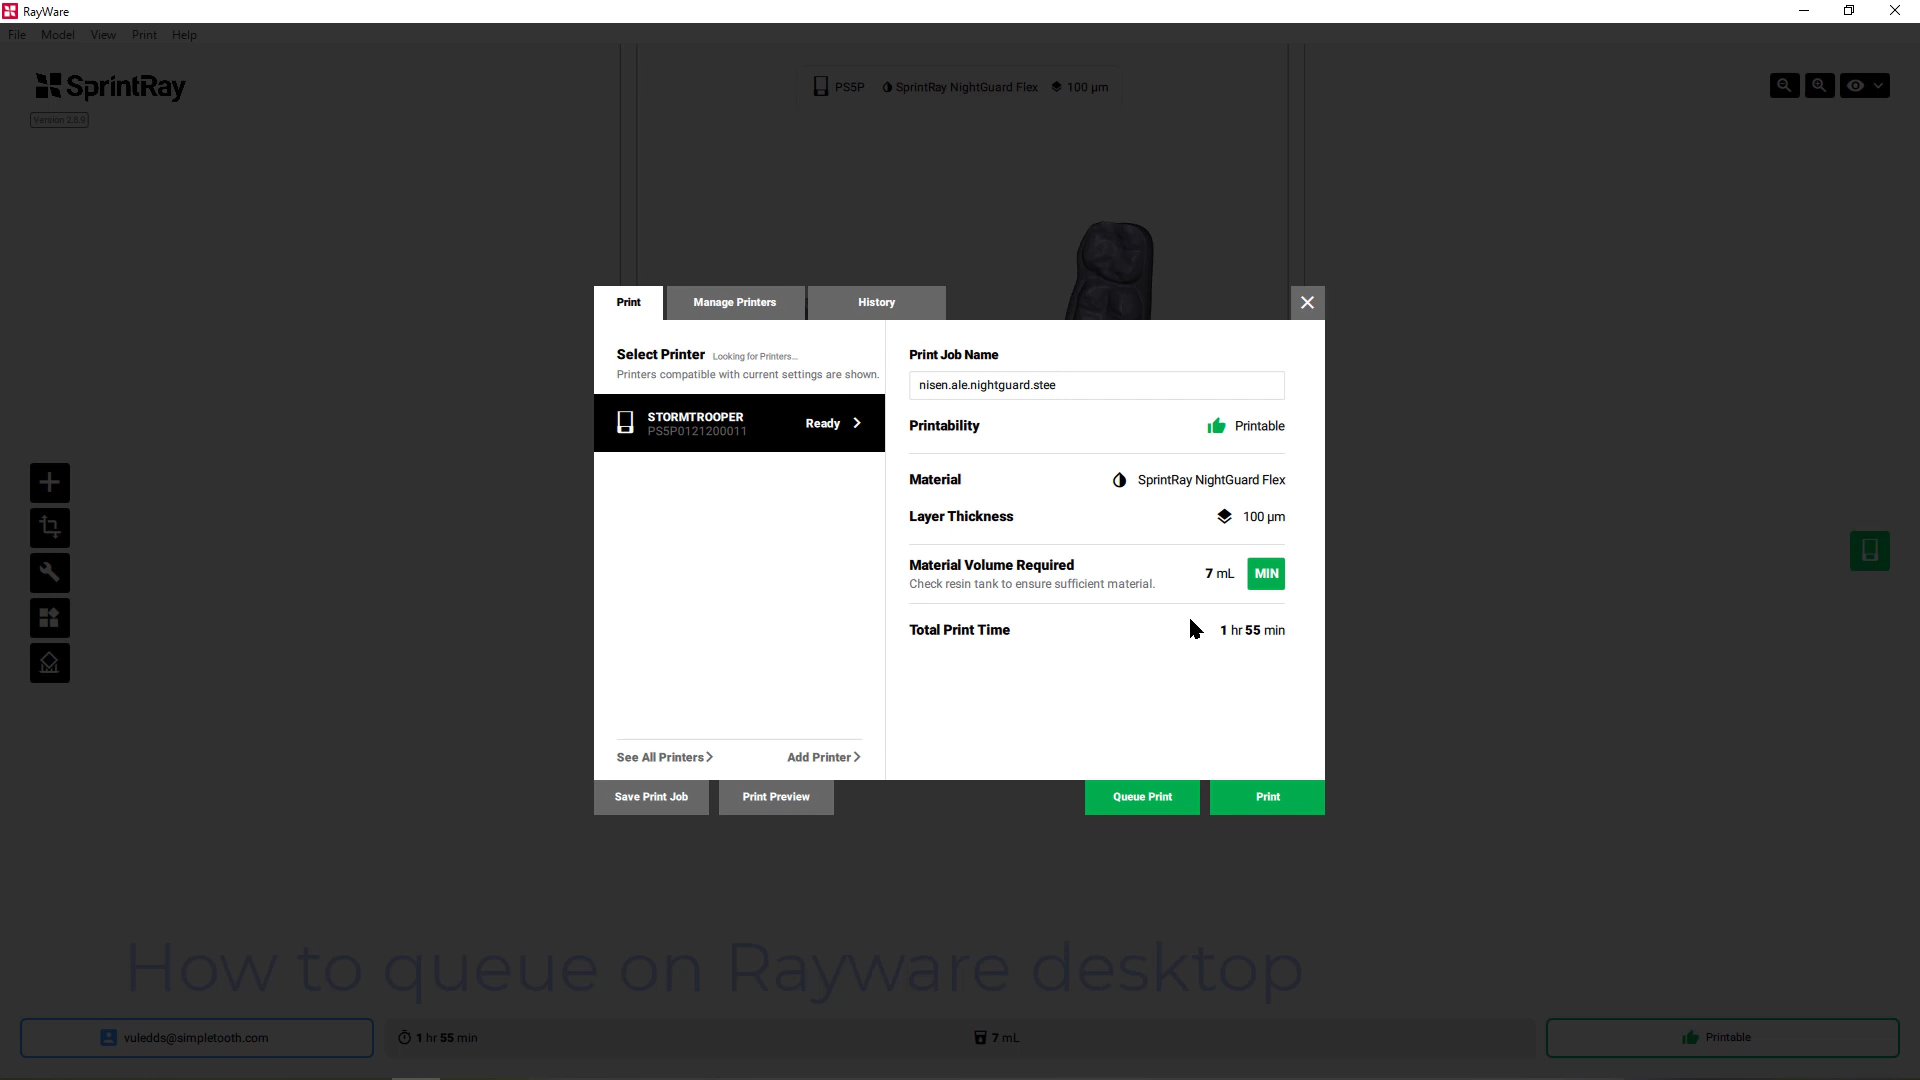 RayWare
File Model View Print Help
SprintRay
Version 2.8.9
PS5P SprintRay NightGuard Flex 100 µm
Print Manage Printers History
Select Printer Looking for Printers...
Printers compatible with current settings are shown.
STORMTROOPER
PS5P0121200011
Ready
See All Printers
Add Printer
Print Job Name
nisen.ale.nightguard.stee
Printability Printable
Material SprintRay NightGuard Flex
Layer Thickness 100 µm
Material Volume Required 7 mL MIN
Check resin tank to ensure sufficient material.
Total Print Time 1 hr 55 min
Save Print Job Print Preview Queue Print Print
How to queue on Rayware desktop
vuledds@simpletooth.com 1 hr 55 min 7 mL Printable